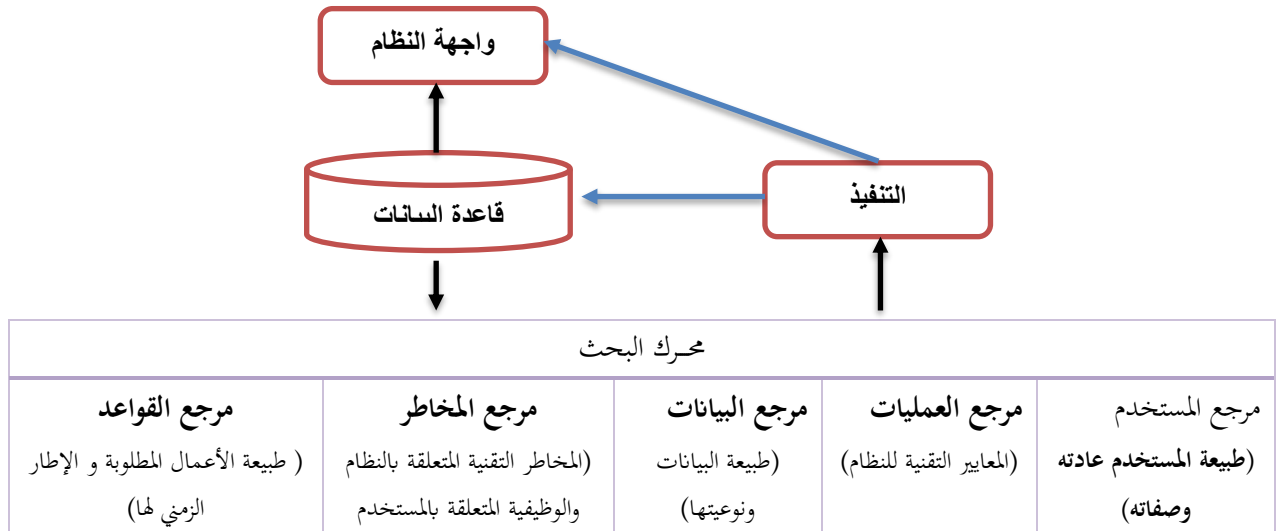 واجهة النظام
قاعدة البيانات
التنفيذ
محرك البحث
مرجع المستخدم
(طبيعة المستخدم عادته
وصفاته)
مرجع العمليات
(المعايير التقنية للنظام)
مرجع البيانات
(طبيعة البيانات
ونوعيتها)
مرجع المخاطر
(المخاطر التقنية المتعلقة بالنظام
والوظيفية المتعلقة بالمستخدم
مرجع القواعد
( طبيعة الأعمال المطلوبة و الإطار
الزمني لها)